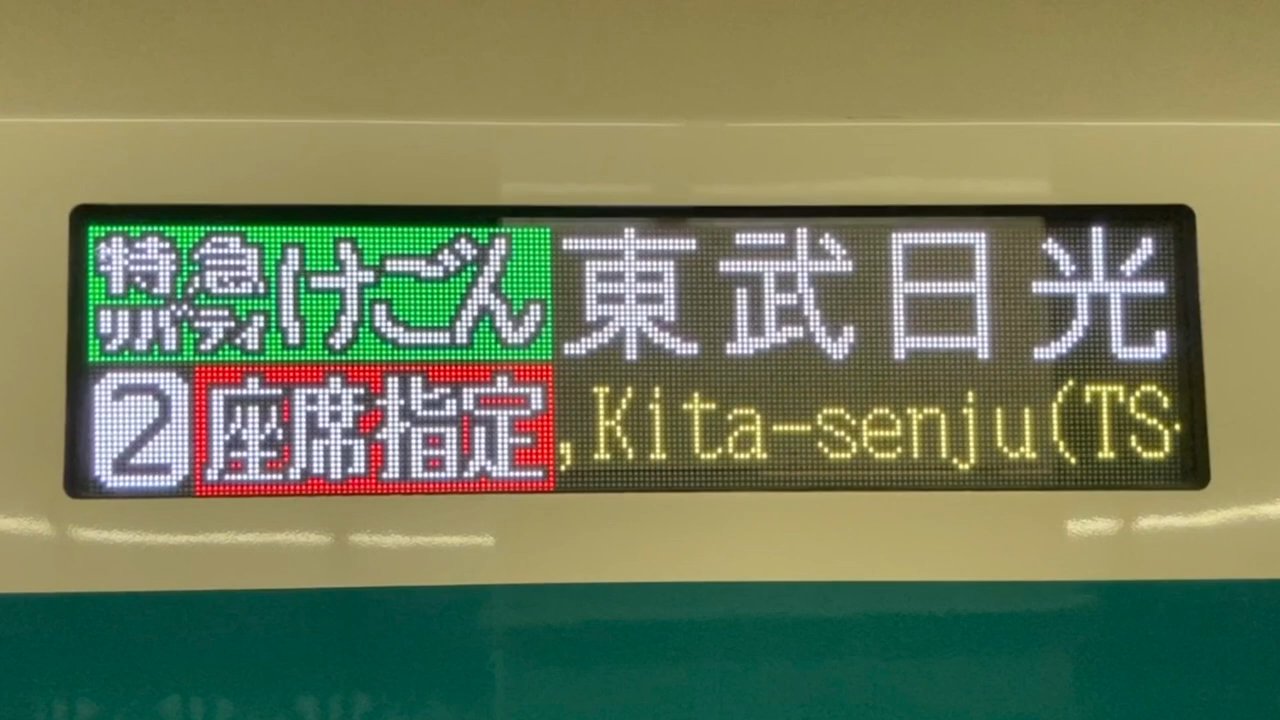 特急 けごん 東武日光
リバティ
2 座席指定 ,Kita-senju(TS-